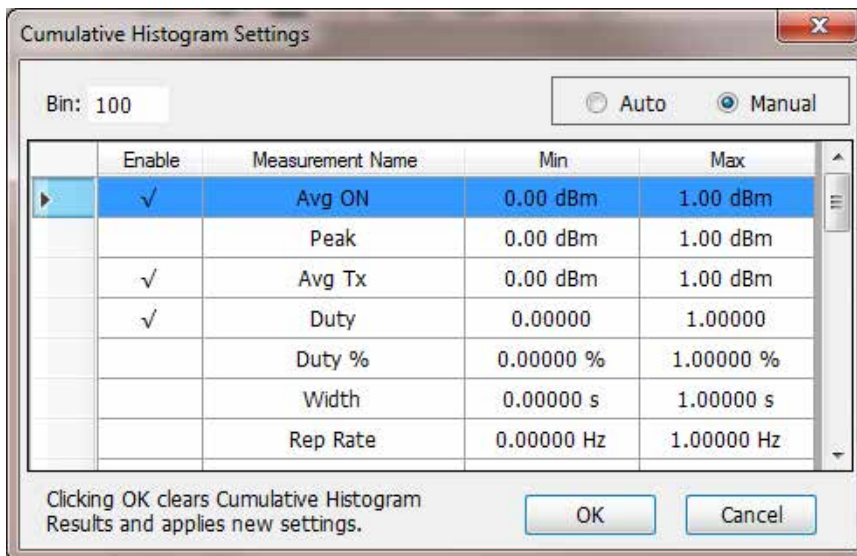 Cumulative Histogram Settings
Bin: 100 Auto Manual
Enable Measurement Name Min Max
√ Avg ON 0.00 dBm 1.00 dBm
Peak 0.00 dBm 1.00 dBm
√ Avg Tx 0.00 dBm 1.00 dBm
√ Duty 0.00000 1.00000
Duty % 0.00000 % 1.00000 %
Width 0.00000 s 1.00000 s
Rep Rate 0.00000 Hz 1.00000 Hz
Clicking OK clears Cumulative Histogram
Results and applies new settings.
OK Cancel